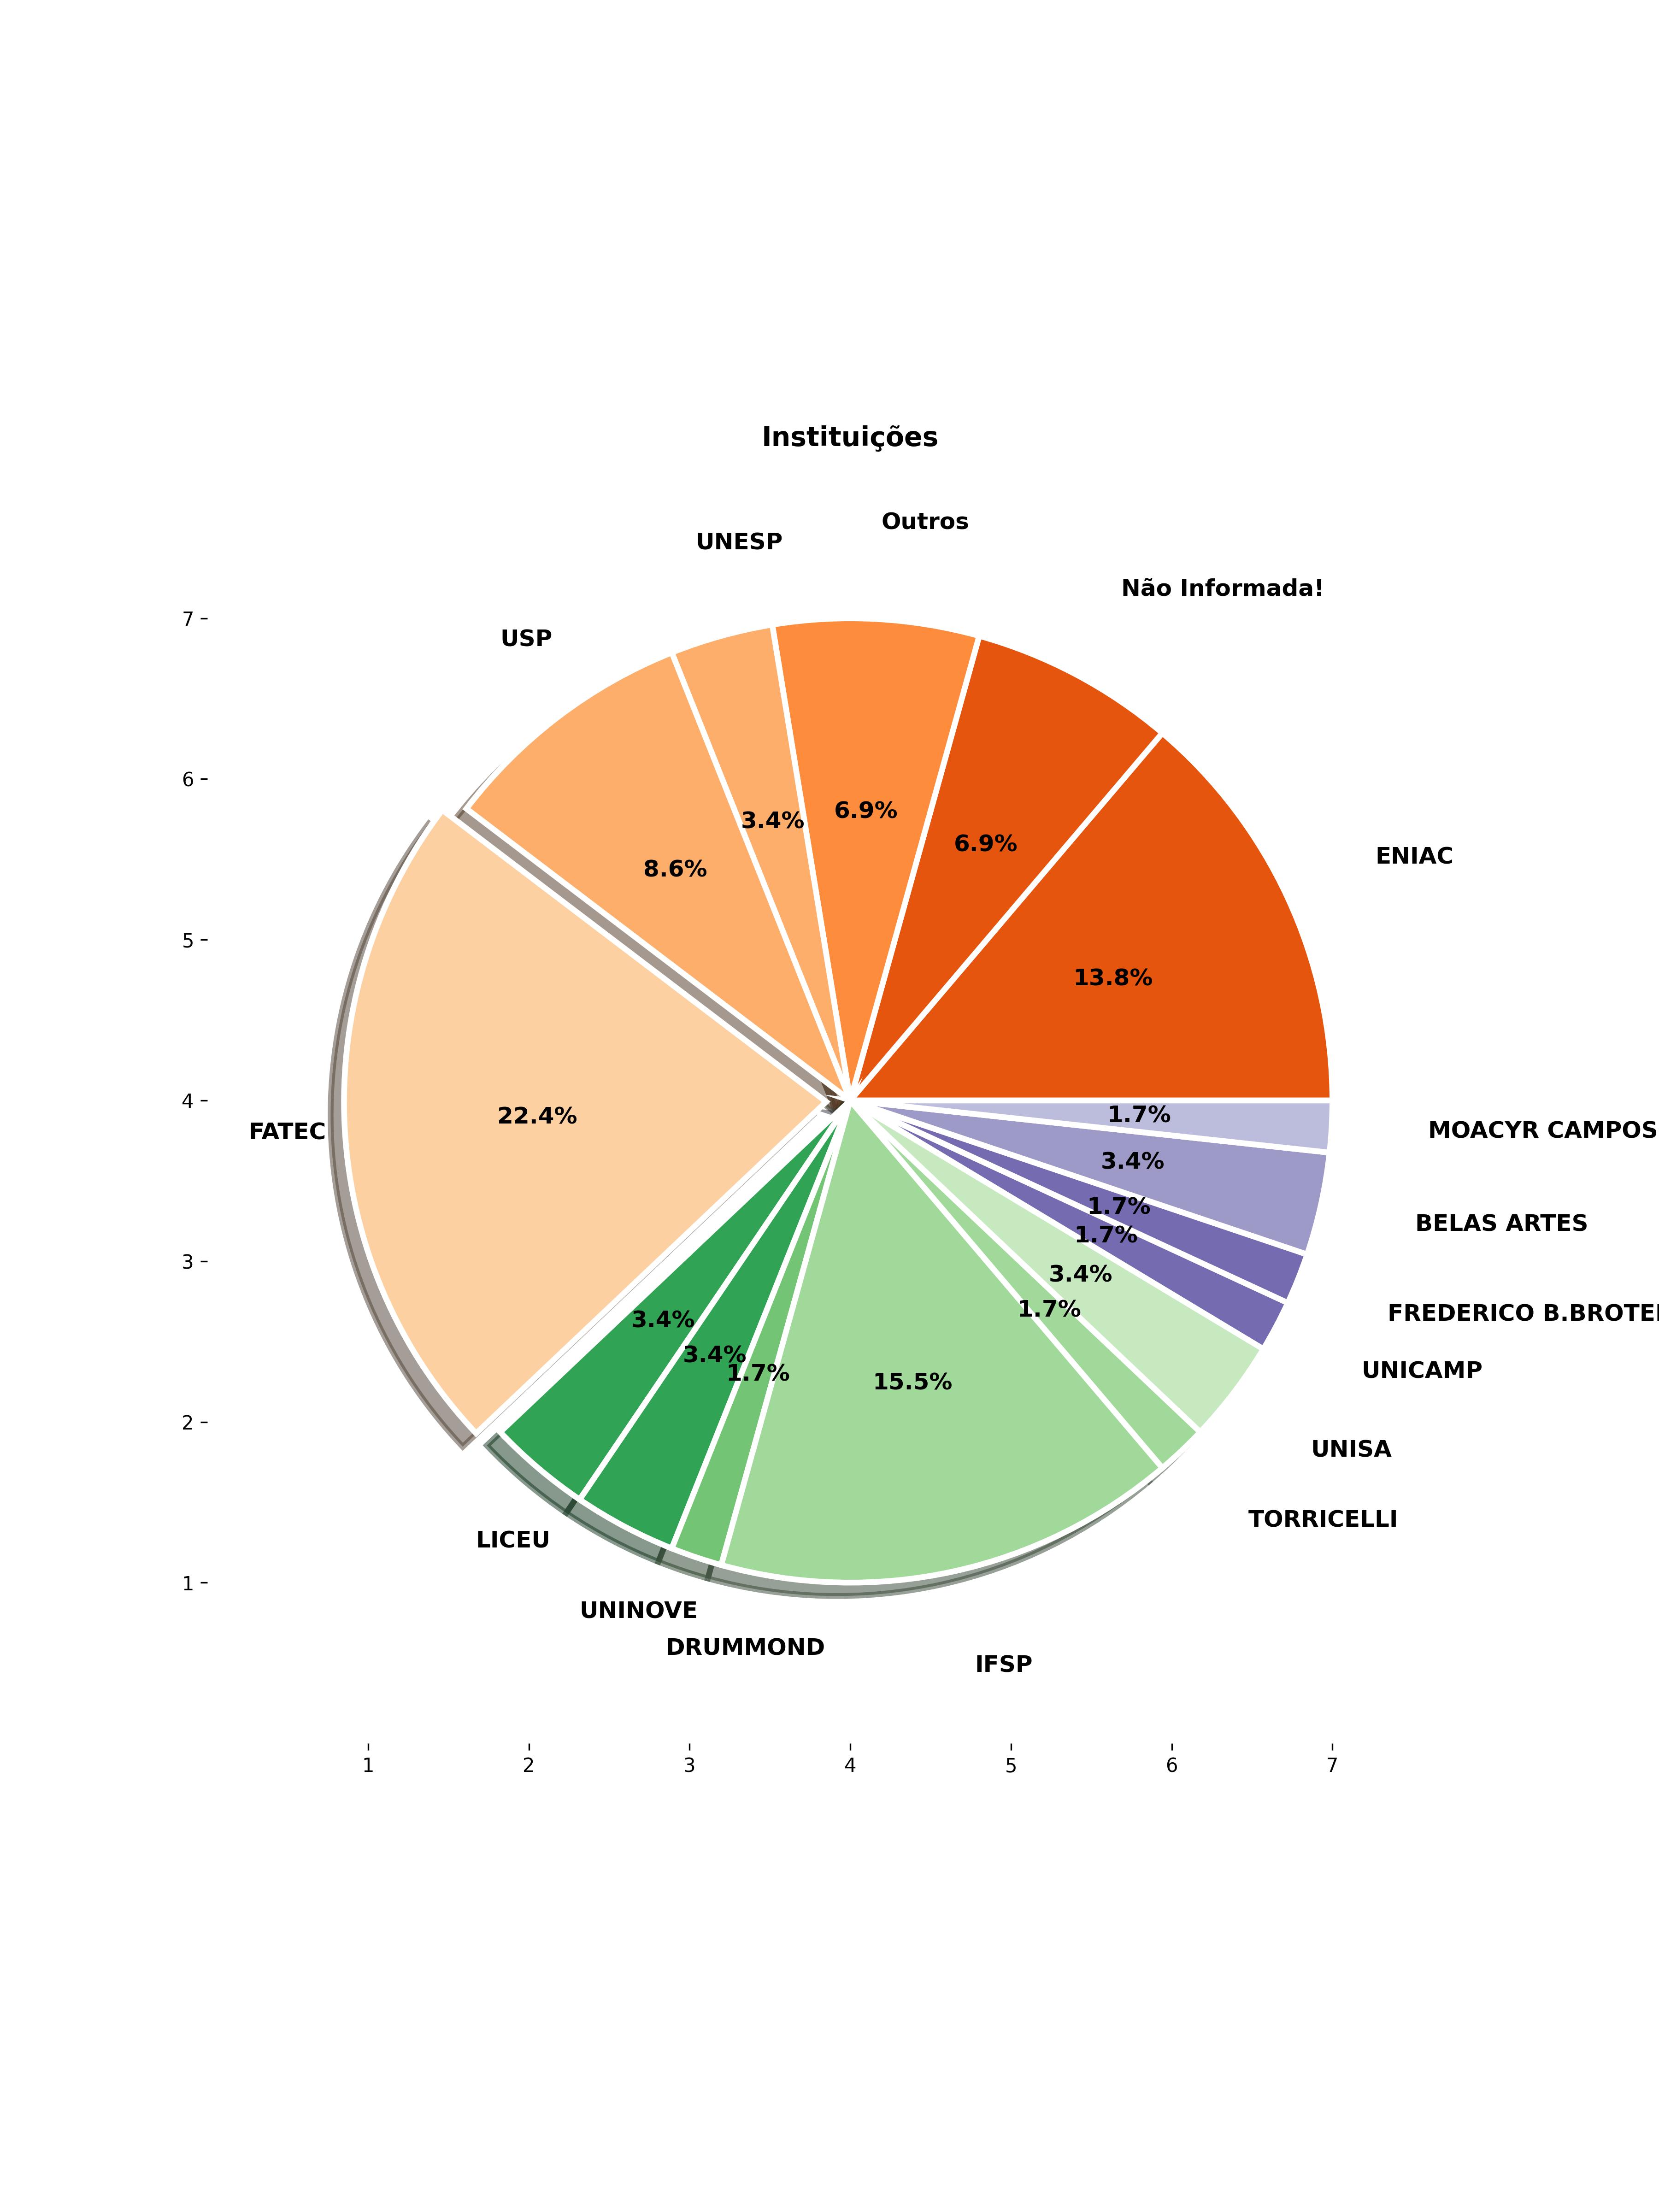 Instituições
Outros
UNESP
Não Informada!
7
USP
6
6.9%
3.4%
6.9%
ENIAC
8.6%
5
13.8%
4
1.7%
22.4%
FATEC
MOACYR CAMPOS
3.4%
1.7%
BELAS ARTES
1.7%
3
3.4%
1.7%
FREDERICO B.BROTE
3.4%
3.4%
UNICAMP
1.7%
15.5%
2
UNISA
TORRICELLI
LICEU
1
UNINOVE
DRUMMOND
IFSP
1 2 3 4 5 6 7